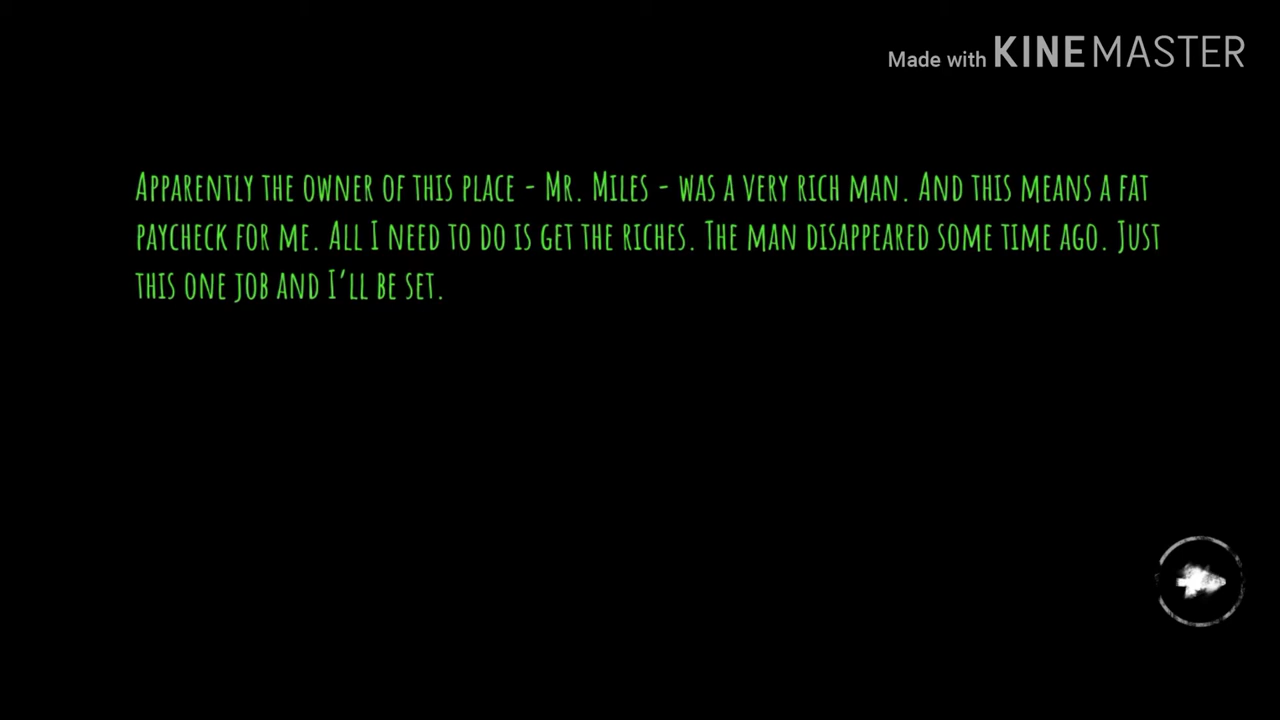 Made with KINEMASTER
APPARENTLY THE OWNER OF THIS PLACE - MR. MILES - WAS A VERY RICH MAN. AND THIS MEANS A FAT
PAYCHECK FOR ME. ALL I NEED TO DO IS GET THE RICHES. THE MAN DISAPPEARED SOME TIME AGO. JUST
THIS ONE JOB AND I'LL BE SET.